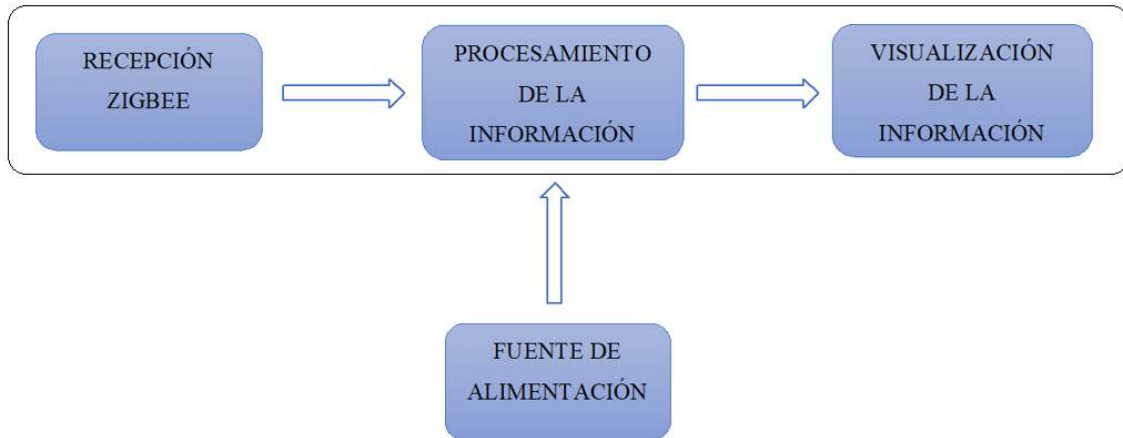 RECEPCIÓN
ZIGBEE
PROCESAMIENTO
DE LA
INFORMACIÓN
VISUALIZACIÓN
DE LA
INFORMACIÓN
FUENTE DE
ALIMENTACIÓN